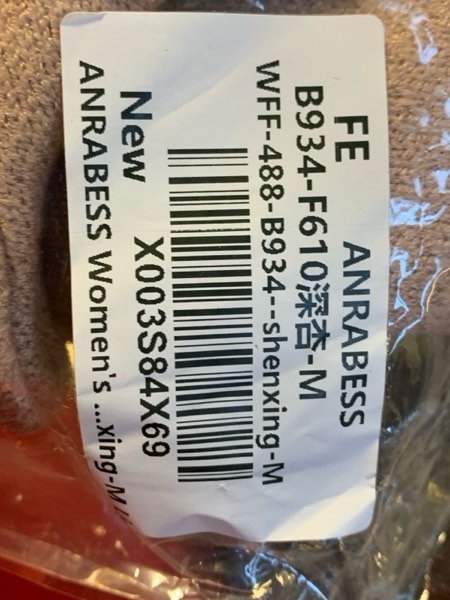 FE ANRABESS
B934-F610深杏-M
WFF-488-B934--shenxing-M
X003S84X69
New
ANRABESS Women's ...xing-M